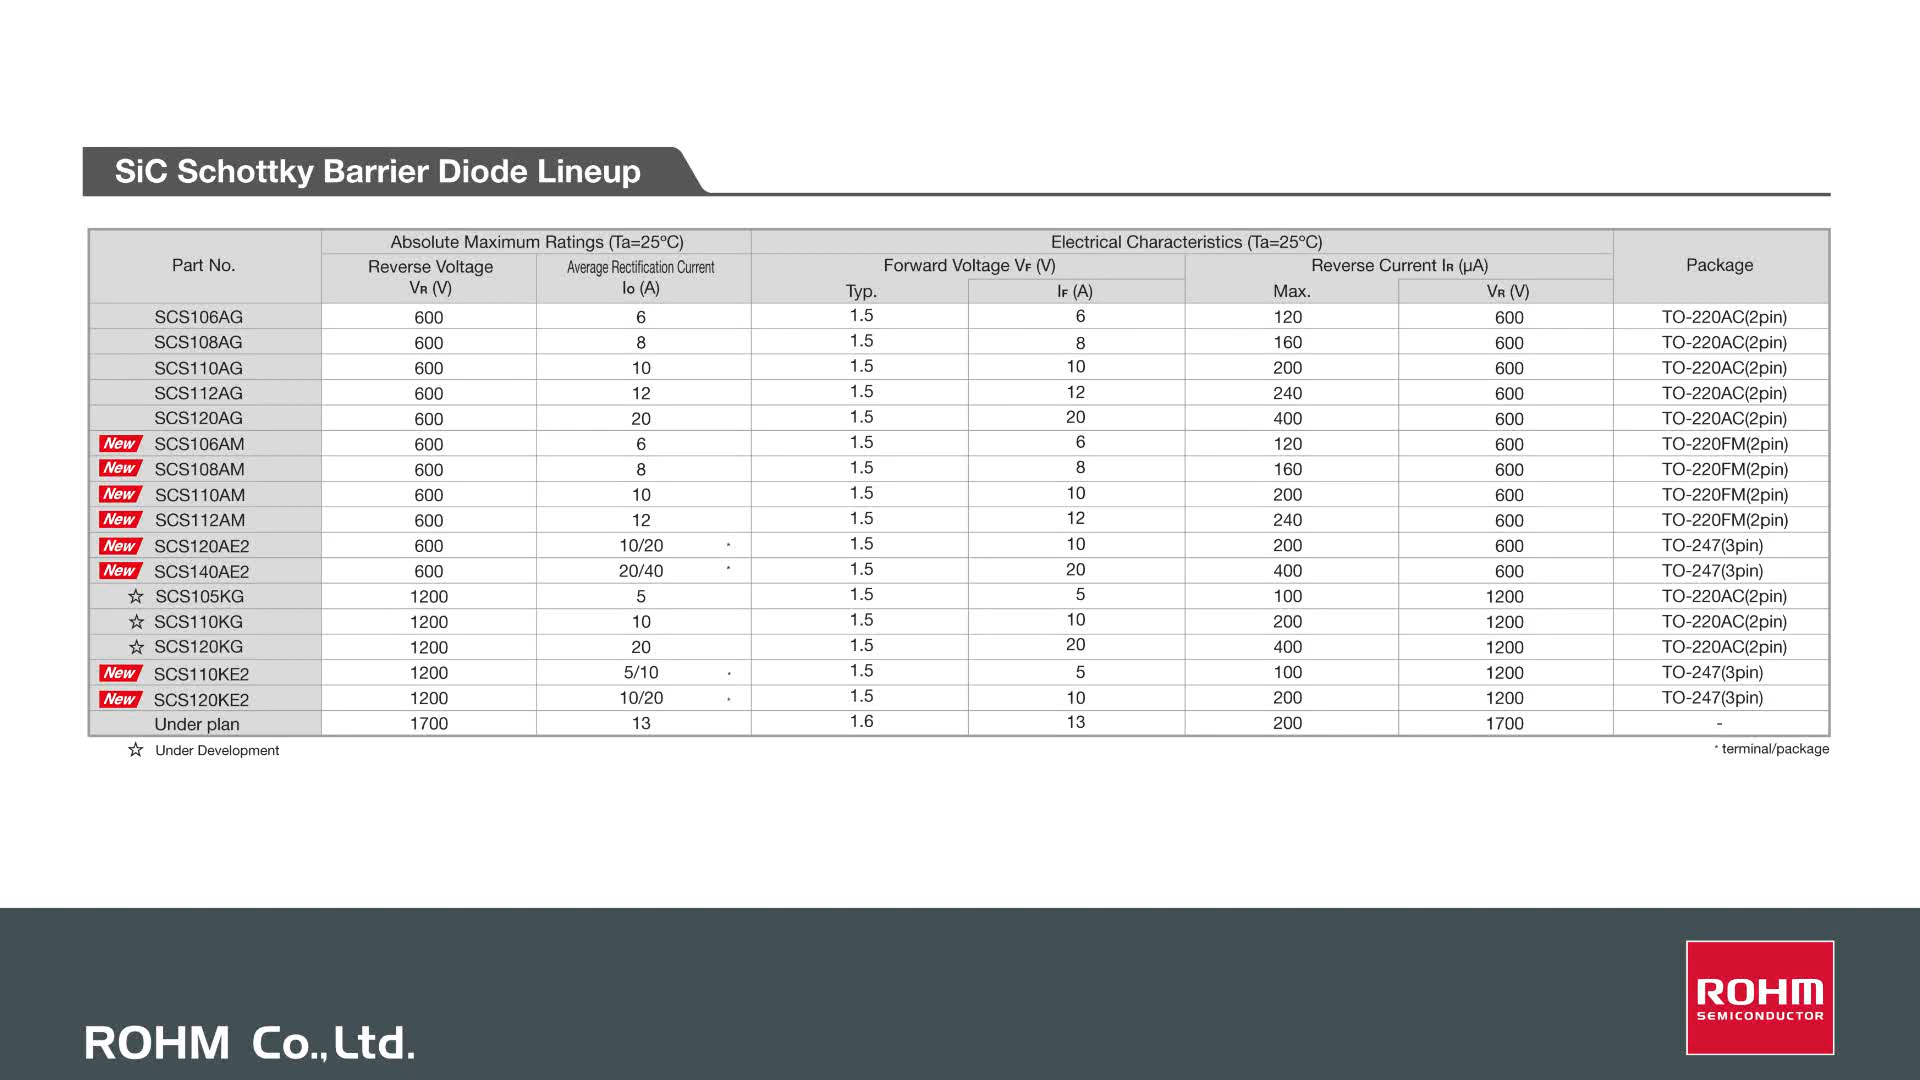 SiC Schottky Barrier Diode Lineup
Part No. Absolute Maximum Ratings (Ta=25ºC) Electrical Characteristics (Ta=25ºC) Package
Reverse Voltage VR (V) Average Rectification Current Io (A) Forward Voltage VF (V) Reverse Current IR (μA)
Typ. IF (A) Max. VR (V)
SCS106AG 600 6 1.5 6 120 600 TO-220AC(2pin)
SCS108AG 600 8 1.5 8 160 600 TO-220AC(2pin)
SCS110AG 600 10 1.5 10 200 600 TO-220AC(2pin)
SCS112AG 600 12 1.5 12 240 600 TO-220AC(2pin)
SCS120AG 600 20 1.5 20 400 600 TO-220AC(2pin)
New SCS106AM 600 6 1.5 6 120 600 TO-220FM(2pin)
New SCS108AM 600 8 1.5 8 160 600 TO-220FM(2pin)
New SCS110AM 600 10 1.5 10 200 600 TO-220FM(2pin)
New SCS112AM 600 12 1.5 12 240 600 TO-220FM(2pin)
New SCS120AE2 600 10/20 * 1.5 10 200 600 TO-247(3pin)
New SCS140AE2 600 20/40 * 1.5 20 400 600 TO-247(3pin)
☆ SCS105KG 1200 5 1.5 5 100 1200 TO-220AC(2pin)
☆ SCS110KG 1200 10 1.5 10 200 1200 TO-220AC(2pin)
☆ SCS120KG 1200 20 1.5 20 400 1200 TO-220AC(2pin)
New SCS110KE2 1200 5/10 * 1.5 5 100 1200 TO-247(3pin)
New SCS120KE2 1200 10/20 * 1.5 10 200 1200 TO-247(3pin)
Under plan 1700 13 1.6 13 200 1700 -
☆ Under Development * terminal/package
ROHM
SEMICONDUCTOR
ROHM Co.,Ltd.